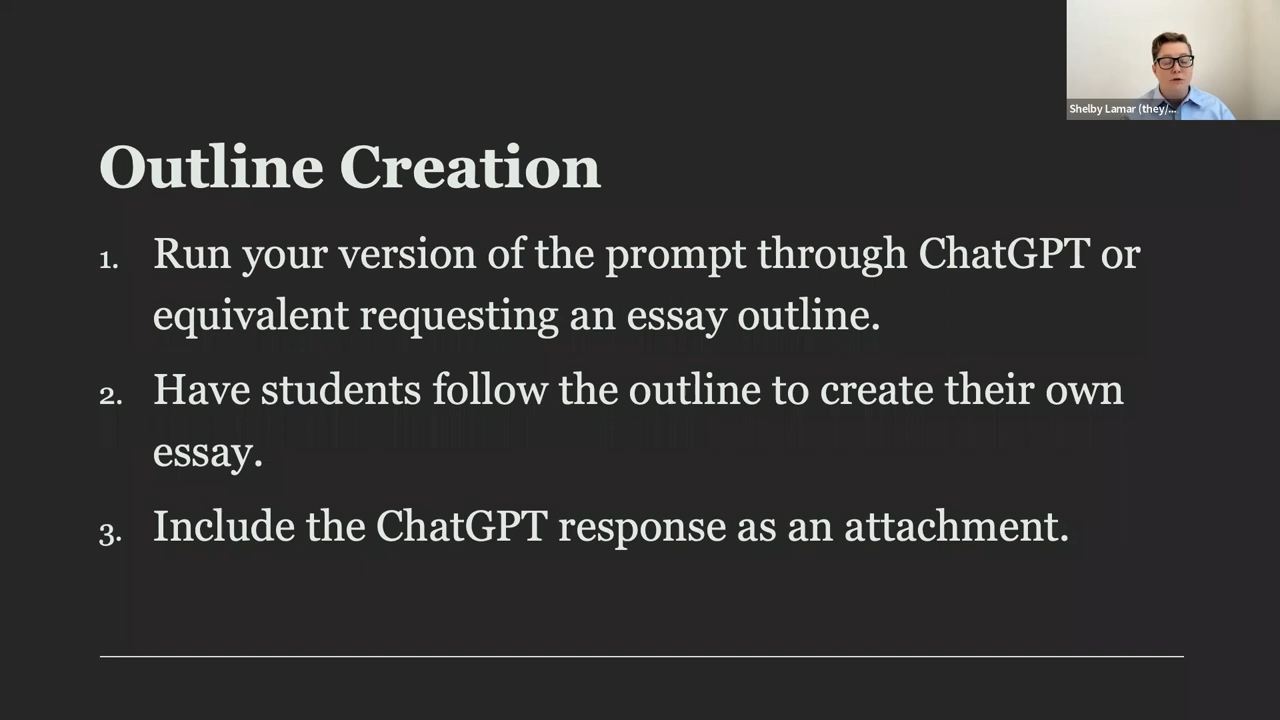 Shelby Lamar (they/...
Outline Creation
1. Run your version of the prompt through ChatGPT or
equivalent requesting an essay outline.
2. Have students follow the outline to create their own
essay.
3. Include the ChatGPT response as an attachment.